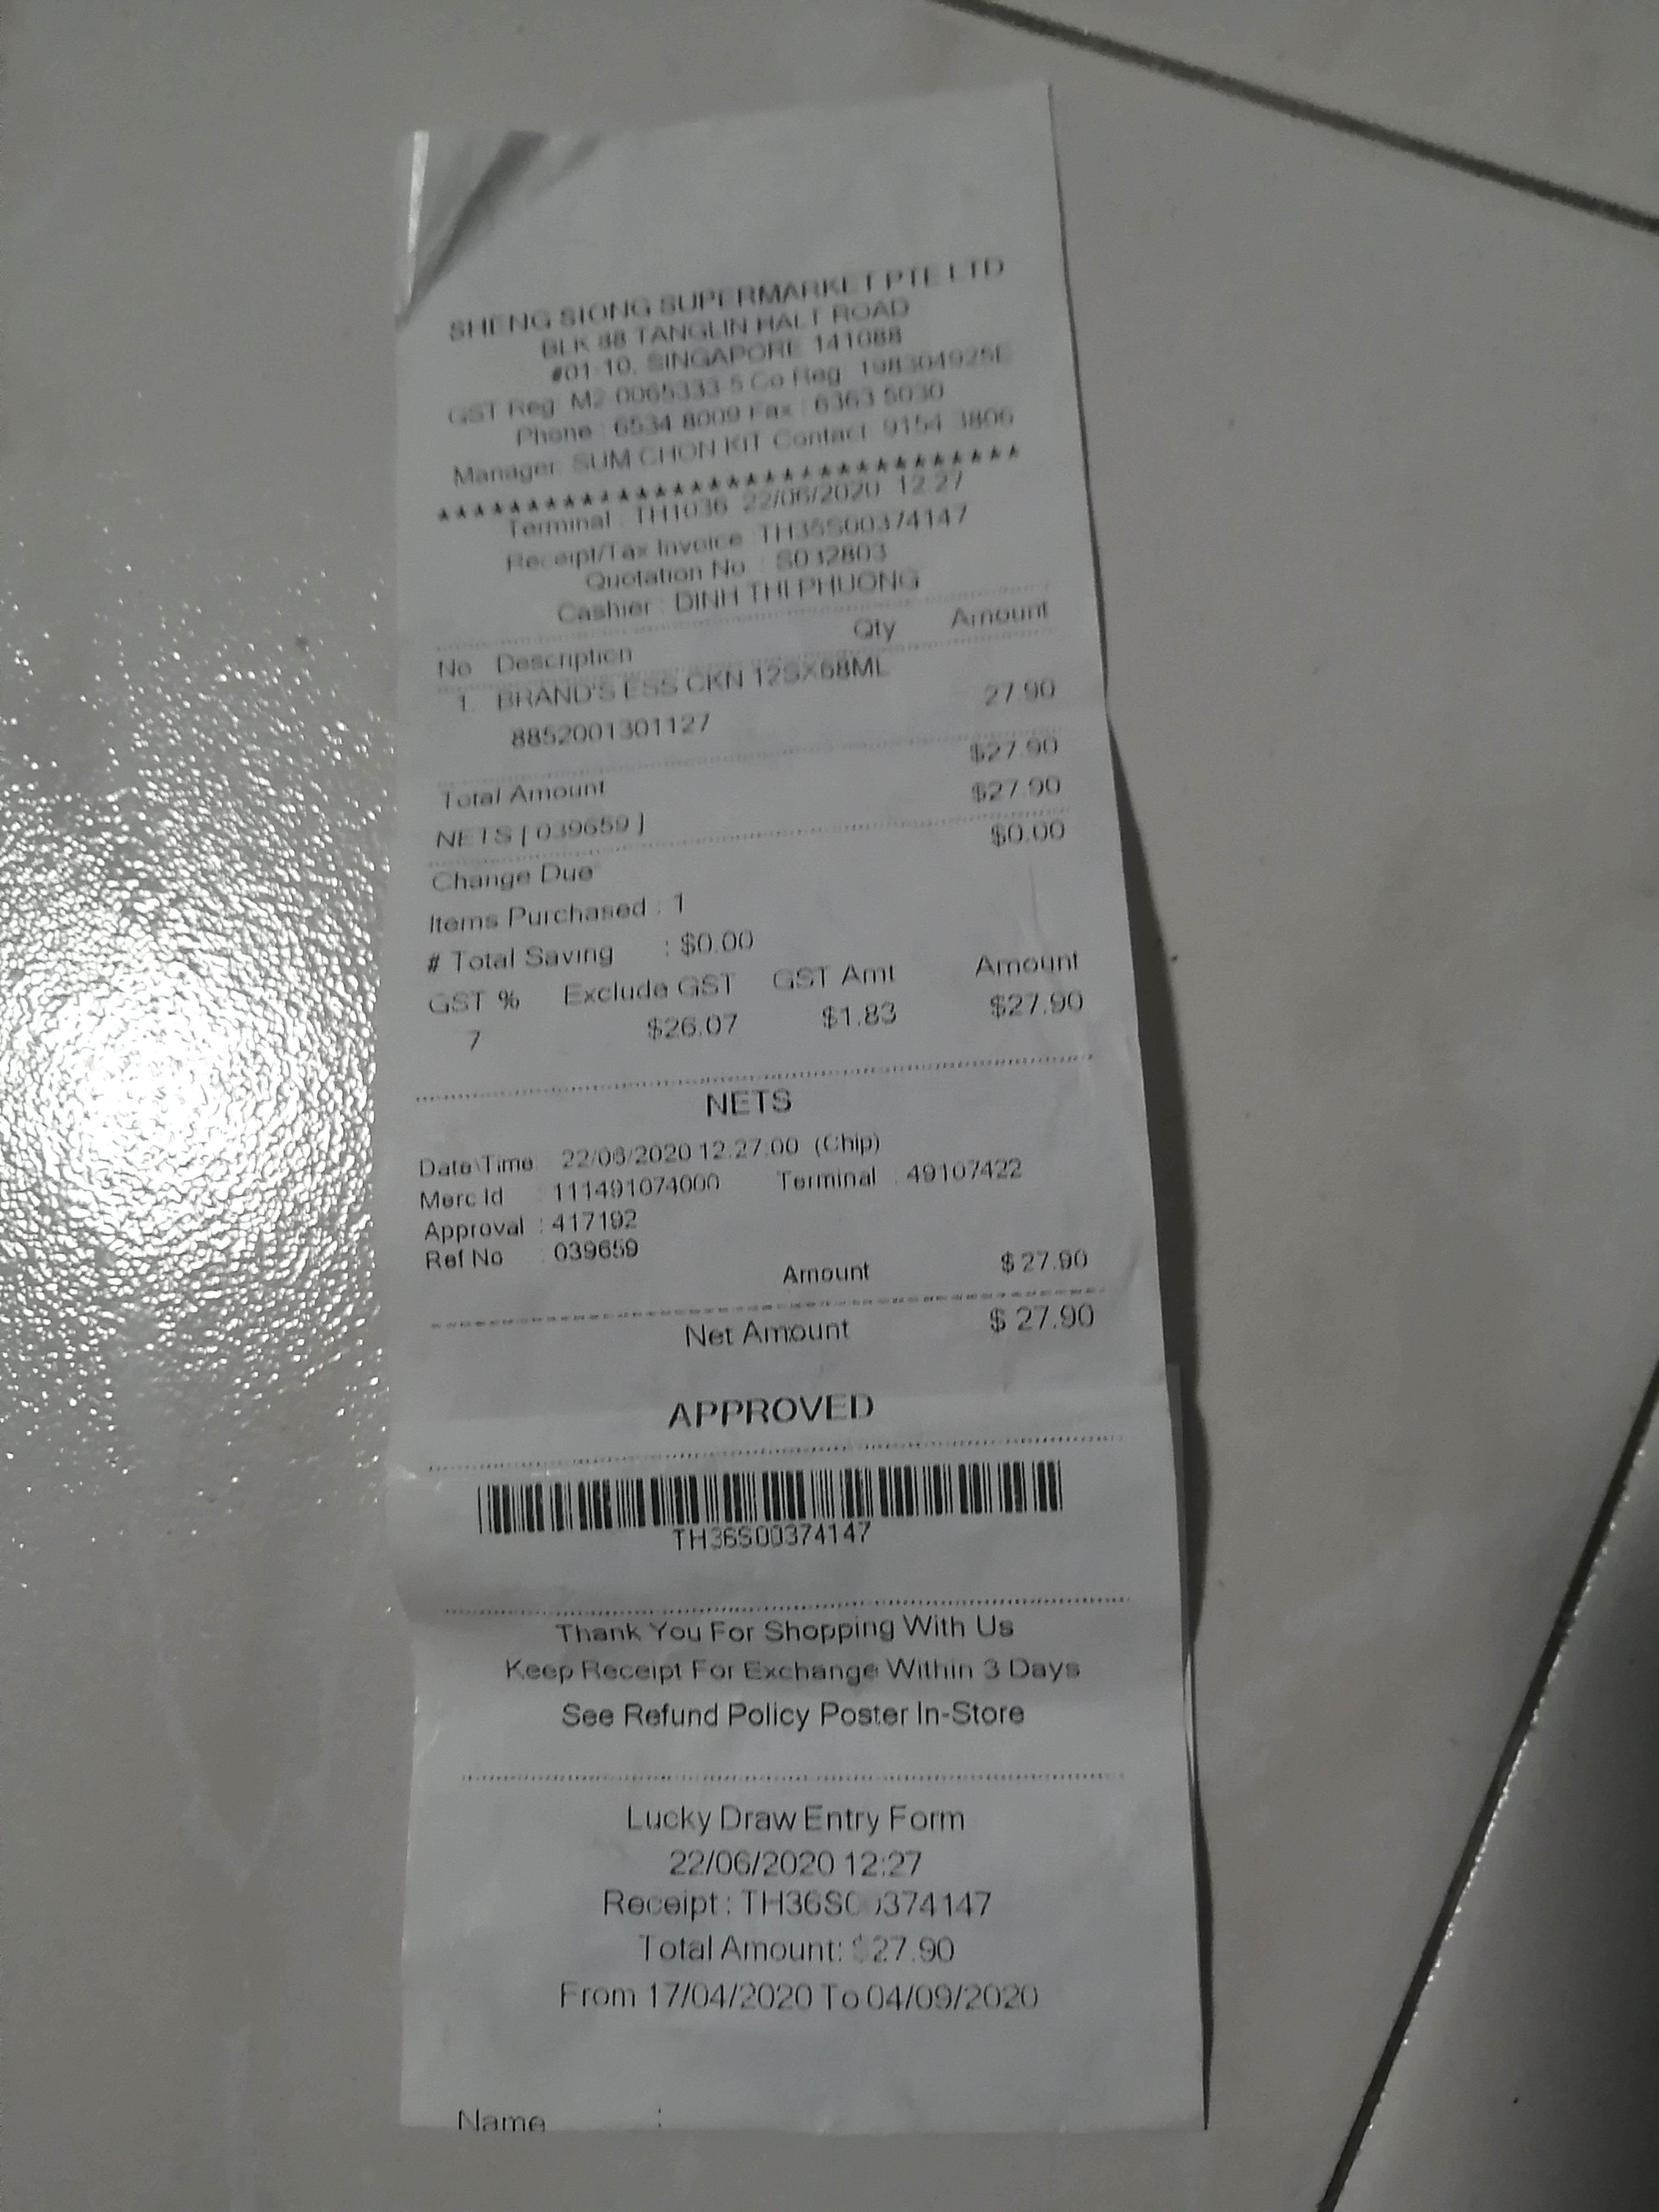 SHENG SIONG SUPERMARKET PTE LTD
BLK 88 TANGLIN HALT ROAD
#01-10, SINGAPORE 141088
GST Reg: M2-0065333-5 Co Reg: 198304925E
Phone : 6534 8009 Fax : 6363 5030
Manager: SUM CHON KIT Contact: 9154 3806
*********************************
Terminal : TH1036 22/06/2020 12:27
Receipt/Tax Invoice TH36S00374147
Quotation No : S032803
Cashier : DINH THI PHUONG
No Description Qty Amount
1. BRAND'S ESS CKN 12SX68ML
8852001301127 27.90
Total Amount $27.90
NETS [ 039659 ] $27.90
Change Due $0.00
Items Purchased : 1
# Total Saving : $0.00
GST % Exclude GST GST Amt Amount
7 $26.07 $1.83 $27.90
NETS
Date\Time 22/06/2020 12:27:00 (Chip)
Merc Id : 111491074000 Terminal : 49107422
Approval : 417192
Ref No : 039659
Amount $ 27.90
Net Amount $ 27.90
APPROVED
TH36S00374147
Thank You For Shopping With Us
Keep Receipt For Exchange Within 3 Days
See Refund Policy Poster In-Store
Lucky Draw Entry Form
22/06/2020 12:27
Receipt : TH36S00374147
Total Amount: $27.90
From 17/04/2020 To 04/09/2020
Name :